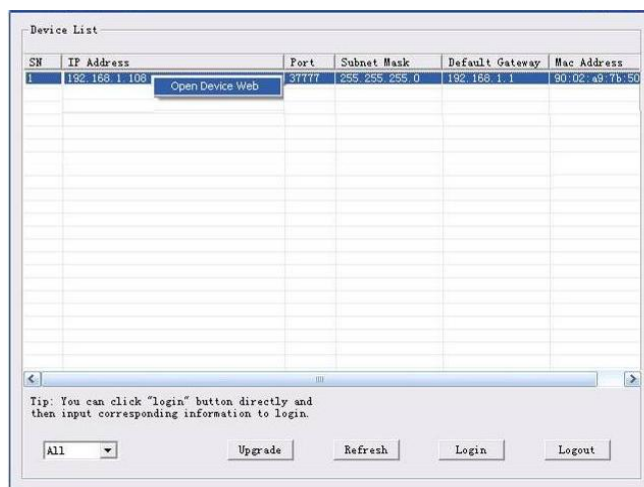 Device List
SN IP Address Port Subnet Mask Default Gateway Mac Address
1 192.168.1.108 37777 255.255.255.0 192.168.1.1 90:02:a9:7b:50
Open Device Web
Tip: You can click "login" button directly and
then input corresponding information to login.
All Upgrade Refresh Login Logout